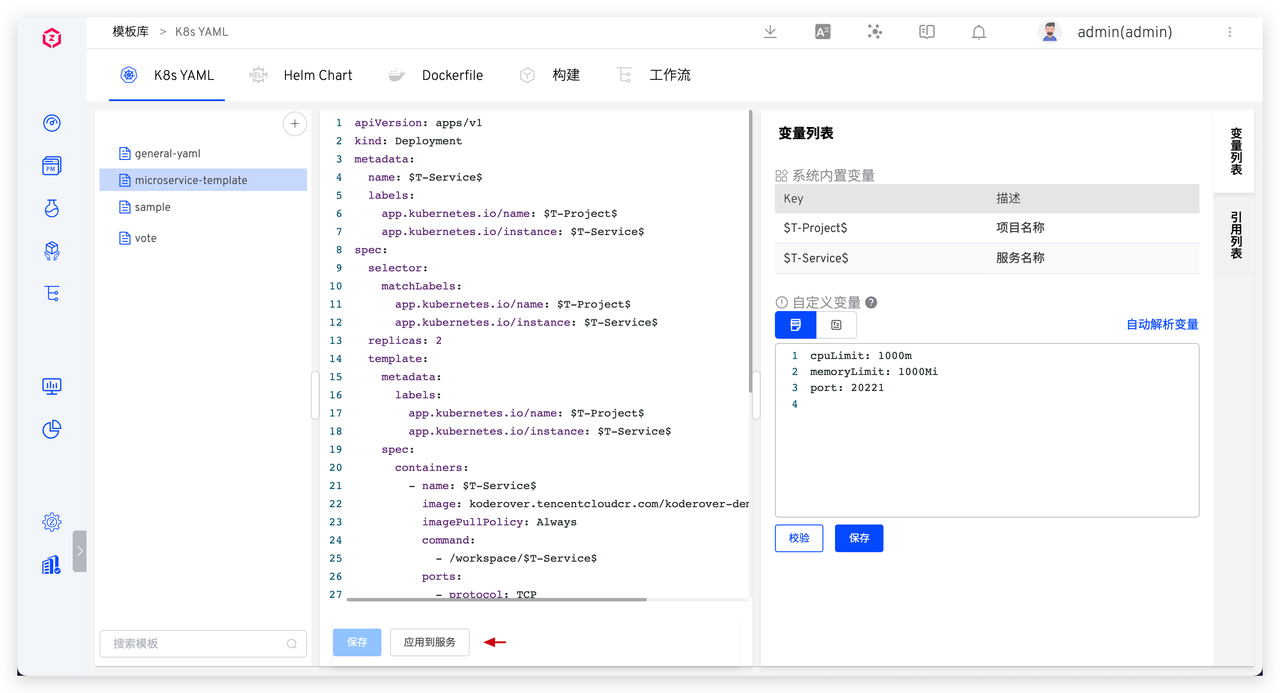 模板库 > K8s YAML
admin(admin)
K8s YAML
Helm Chart
Dockerfile
构建
工作流
general-yaml
microservice-template
sample
vote
搜索模板
1 apiVersion: apps/v1
2 kind: Deployment
3 metadata:
4 name: $T-Service$
5 labels:
6 app.kubernetes.io/name: $T-Project$
7 app.kubernetes.io/instance: $T-Service$
8 spec:
9 selector:
10 matchLabels:
11 app.kubernetes.io/name: $T-Project$
12 app.kubernetes.io/instance: $T-Service$
13 replicas: 2
14 template:
15 metadata:
16 labels:
17 app.kubernetes.io/name: $T-Project$
18 app.kubernetes.io/instance: $T-Service$
19 spec:
20 containers:
21 - name: $T-Service$
22 image: koderover.tencentcloudcr.com/koderover-de
23 imagePullPolicy: Always
24 command:
25 - /workspace/$T-Service$
26 ports:
27 - protocol: TCP
保存
应用到服务
变量列表
系统内置变量
Key 描述
$T-Project$ 项目名称
$T-Service$ 服务名称
自定义变量
自动解析变量
1 cpuLimit: 1000m
2 memoryLimit: 1000Mi
3 port: 20221
4
校验
保存
变量列表
引用列表